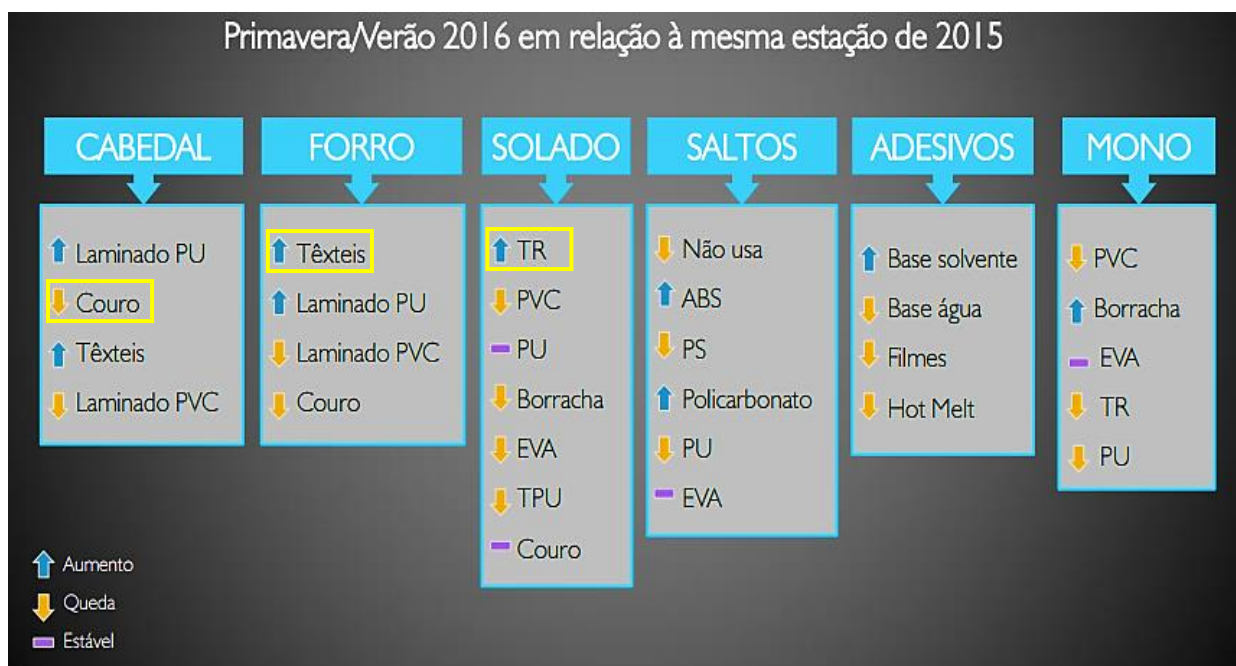 Primavera/Verão 2016 em relação à mesma estação de 2015
CABEDAL
Laminado PU
Couro
Têxteis
Laminado PVC
FORRO
Têxteis
Laminado PU
Laminado PVC
Couro
SOLADO
TR
PVC
PU
Borracha
EVA
TPU
Couro
SALTOS
Não usa
ABS
PS
Policarbonato
PU
EVA
ADESIVOS
Base solvente
Base água
Filmes
Hot Melt
MONO
PVC
Borracha
EVA
TR
PU
Aumento
Queda
Estável